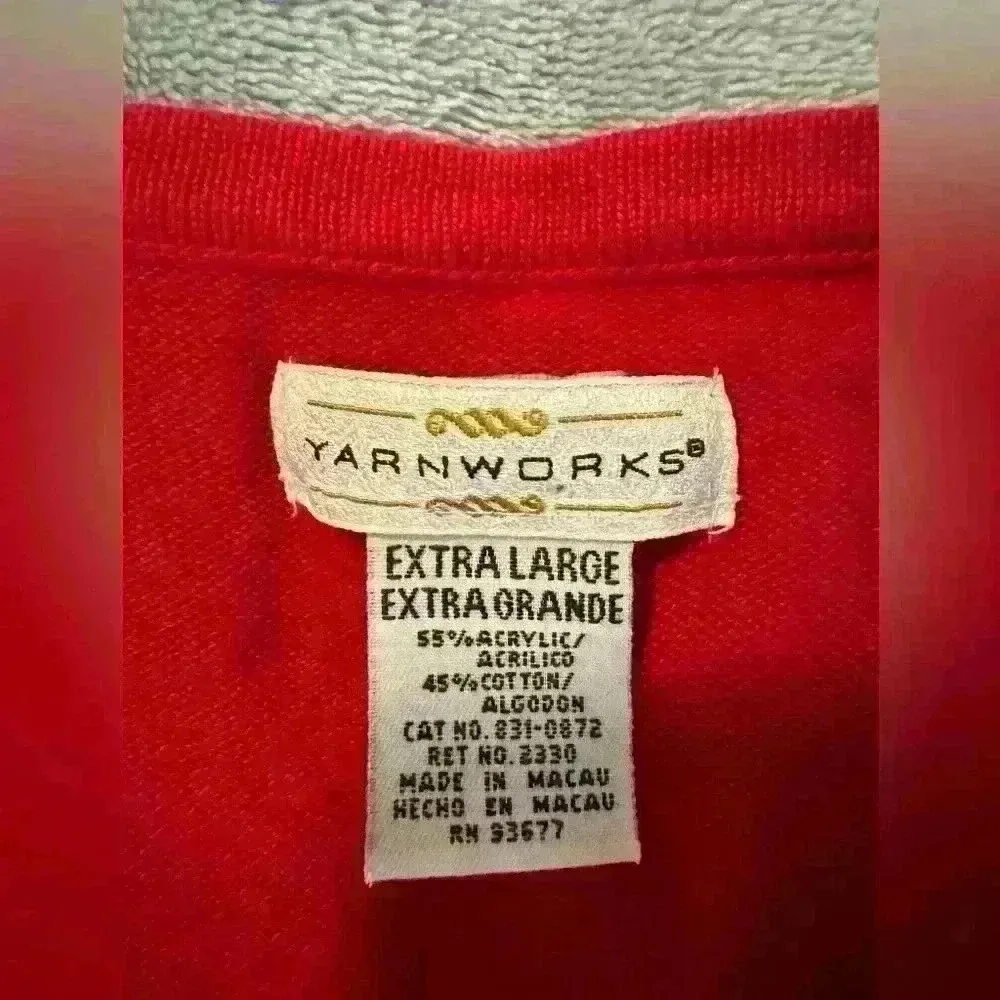 YARNWORKS®
EXTRA LARGE
EXTRA GRANDE
55% ACRYLIC/
ACRILICO
45% COTTON/
ALGODON
CAT NO. 831-0872
RET NO. 2330
MADE IN MACAU
HECHO EN MACAU
RN 93677